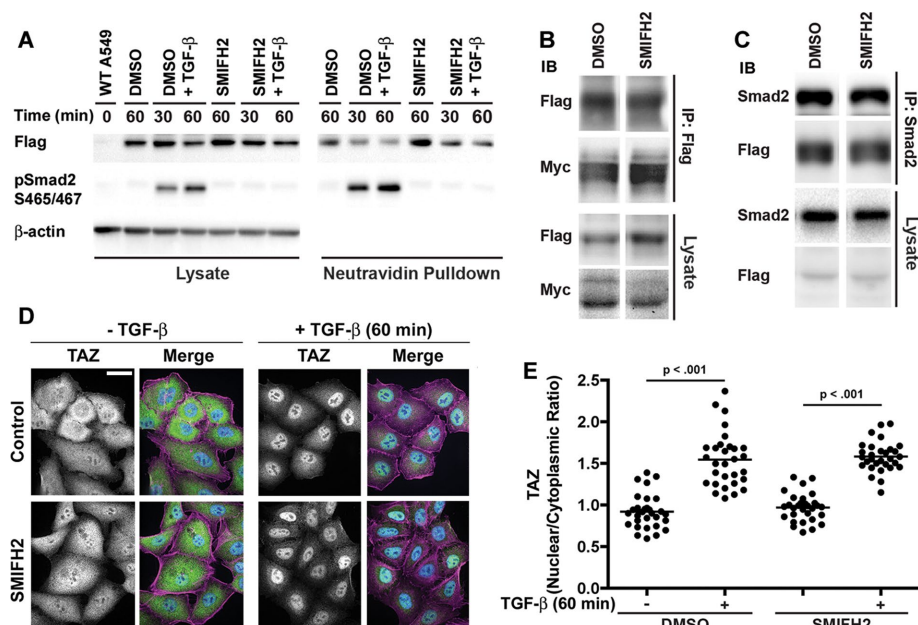 A
WT A549
DMSO
DMSO
+ TGF-β
SMIFH2
SMIFH2
+ TGF-β
DMSO
DMSO
+ TGF-β
SMIFH2
SMIFH2
+ TGF-β
Time (min) 0 60 30 60 60 30 60 60 30 60 60 30 60
Flag
pSmad2
S465/467
β-actin
Lysate
Neutravidin Pulldown
B
IB
DMSO
SMIFH2
Flag
Myc
IP: Flag
Flag
Myc
Lysate
C
IB
DMSO
SMIFH2
Smad2
Flag
IP: Smad2
Smad2
Flag
Lysate
D
- TGF-β
+ TGF-β (60 min)
TAZ Merge TAZ Merge
Control
SMIFH2
E
p < .001
p < .001
TAZ
(Nuclear/Cytoplasmic Ratio)
2.5
2.0
1.5
1.0
0.5
0.0
TGF-β (60 min) - + +
DMSO SMIFH2